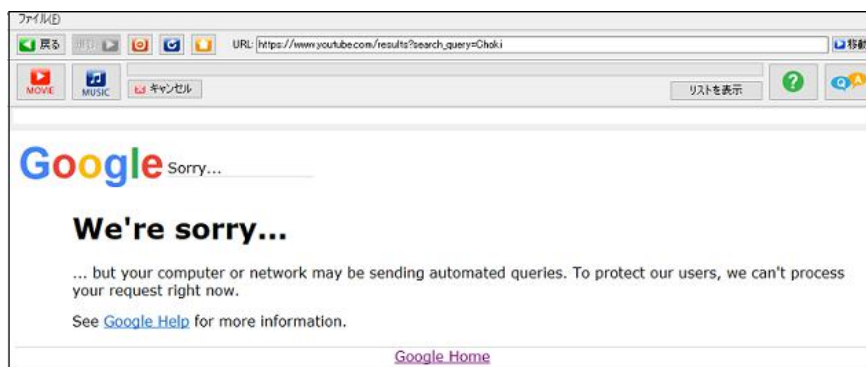 ファイル(F)
戻る 進む URL: https://www.youtube.com/results?search_query=Choki 移動
MOVIE MUSIC キャンセル リストを表示 ? Q A
Google Sorry...
We're sorry...
... but your computer or network may be sending automated queries. To protect our users, we can't process
your request right now.
See Google Help for more information.
Google Home